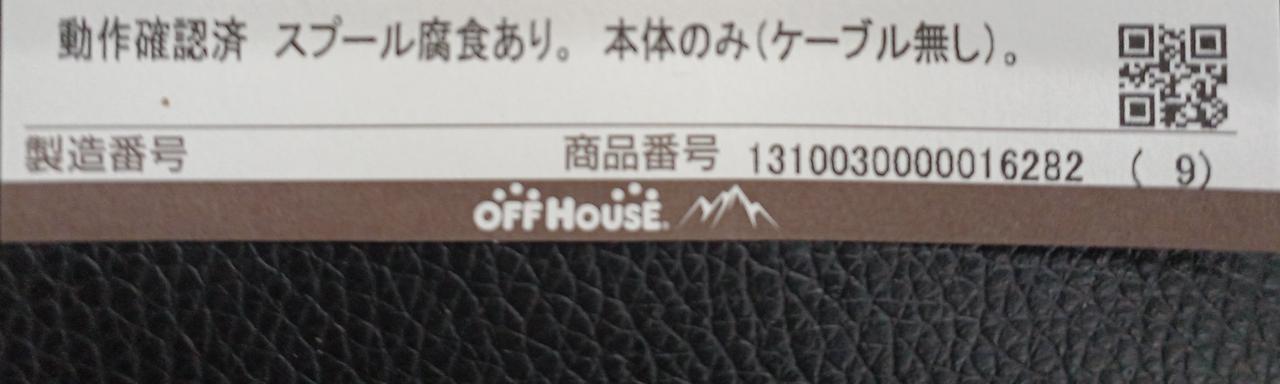 動作確認済 スプール腐食あり。 本体のみ(ケーブル無し)。
製造番号 商品番号 1310030000016282 ( 9)
OFF HOUSE.